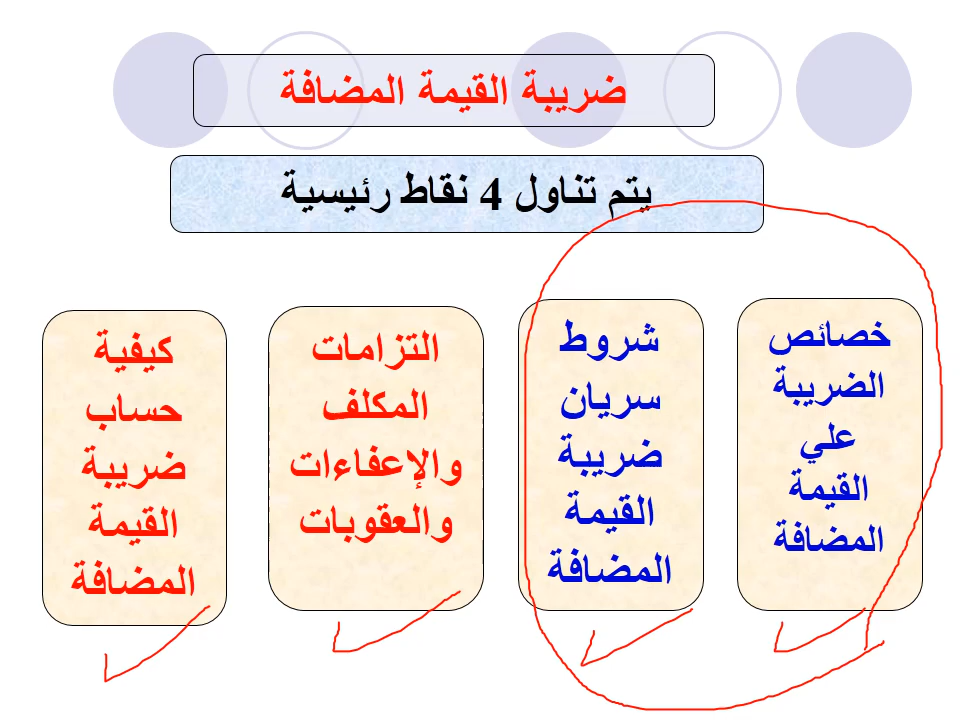 ضريبة القيمة المضافة
يتم تناول 4 نقاط رئيسية
خصائص
الضريبة
علي
القيمة
المضافة
شروط
سريان
ضريبة
القيمة
المضافة
التزامات
المكلف
والإعفاءات
والعقوبات
كيفية
حساب
ضريبة
القيمة
المضافة